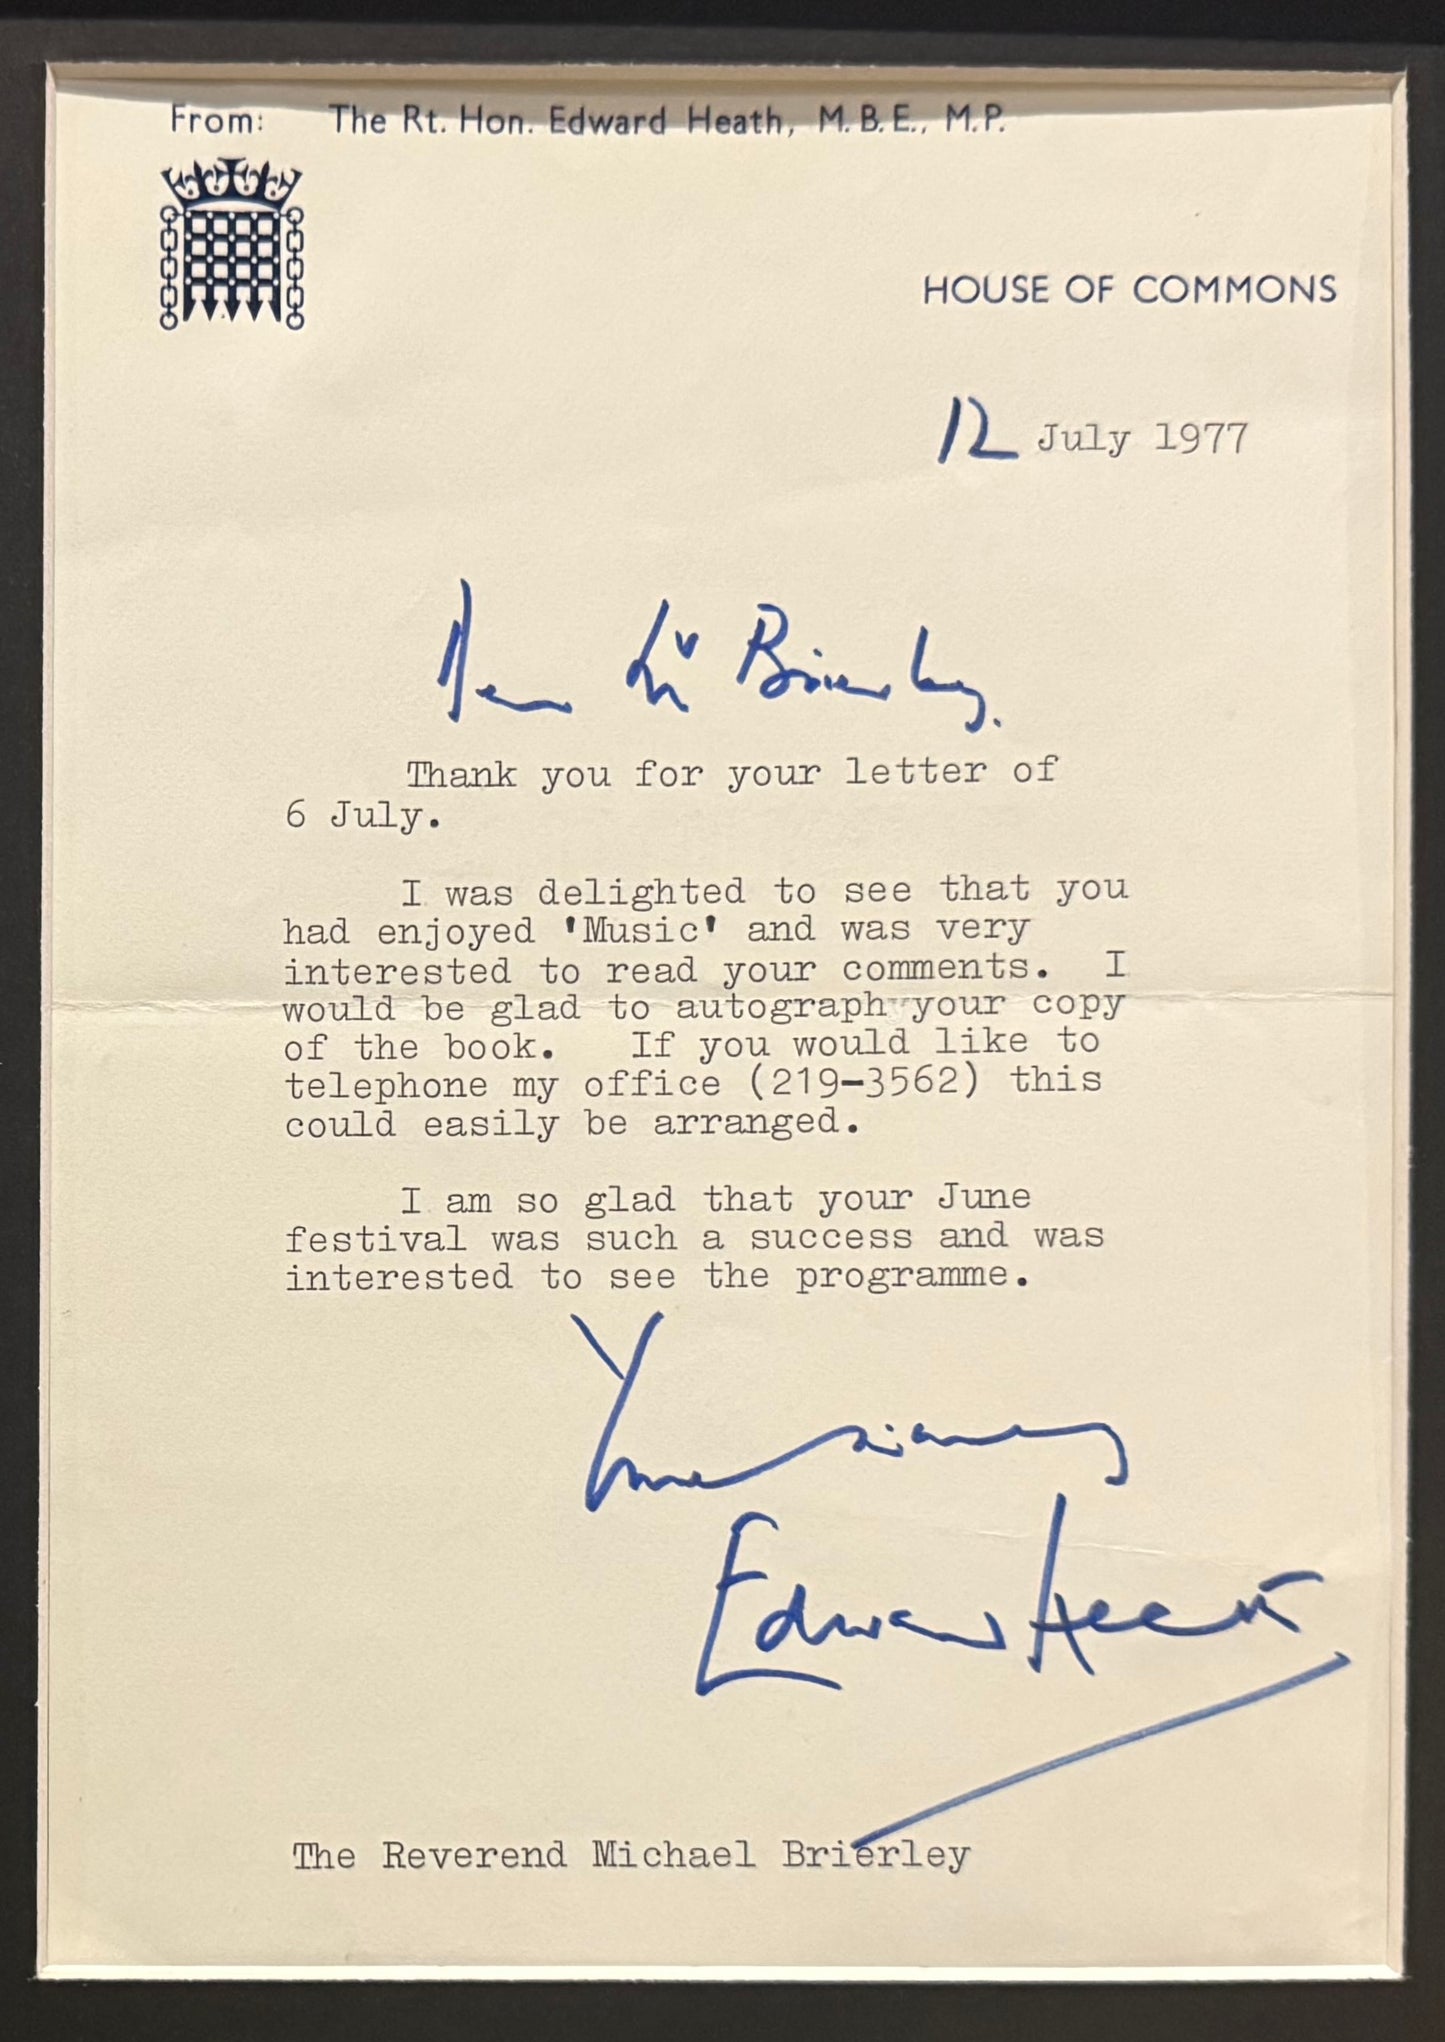 From: The Rt. Hon. Edward Heath, M.B.E., M.P.
HOUSE OF COMMONS
12 July 1977
Dear Mr Brierley.
Thank you for your letter of
6 July.
I was delighted to see that you
had enjoyed 'Music' and was very
interested to read your comments. I
would be glad to autograph your copy
of the book. If you would like to
telephone my office (219-3562) this
could easily be arranged.
I am so glad that your June
festival was such a success and was
interested to see the programme.
Yours sincerely
Edward Heath
The Reverend Michael Brierley